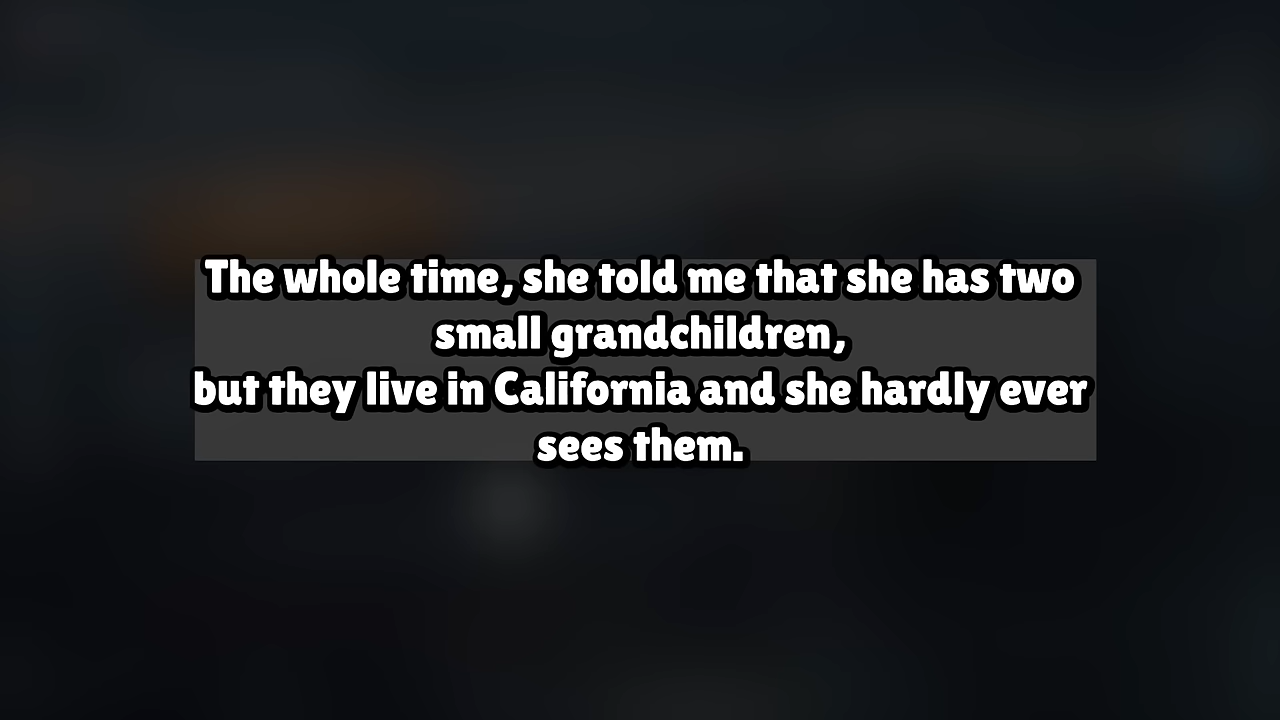 The whole time, she told me that she has two
small grandchildren,
but they live in California and she hardly ever
sees them.